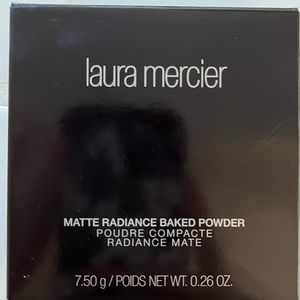 laura mercier
MATTE RADIANCE BAKED POWDER
POUDRE COMPACTE
RADIANCE MATE
7.50 g / POIDS NET WT. 0.26 OZ.